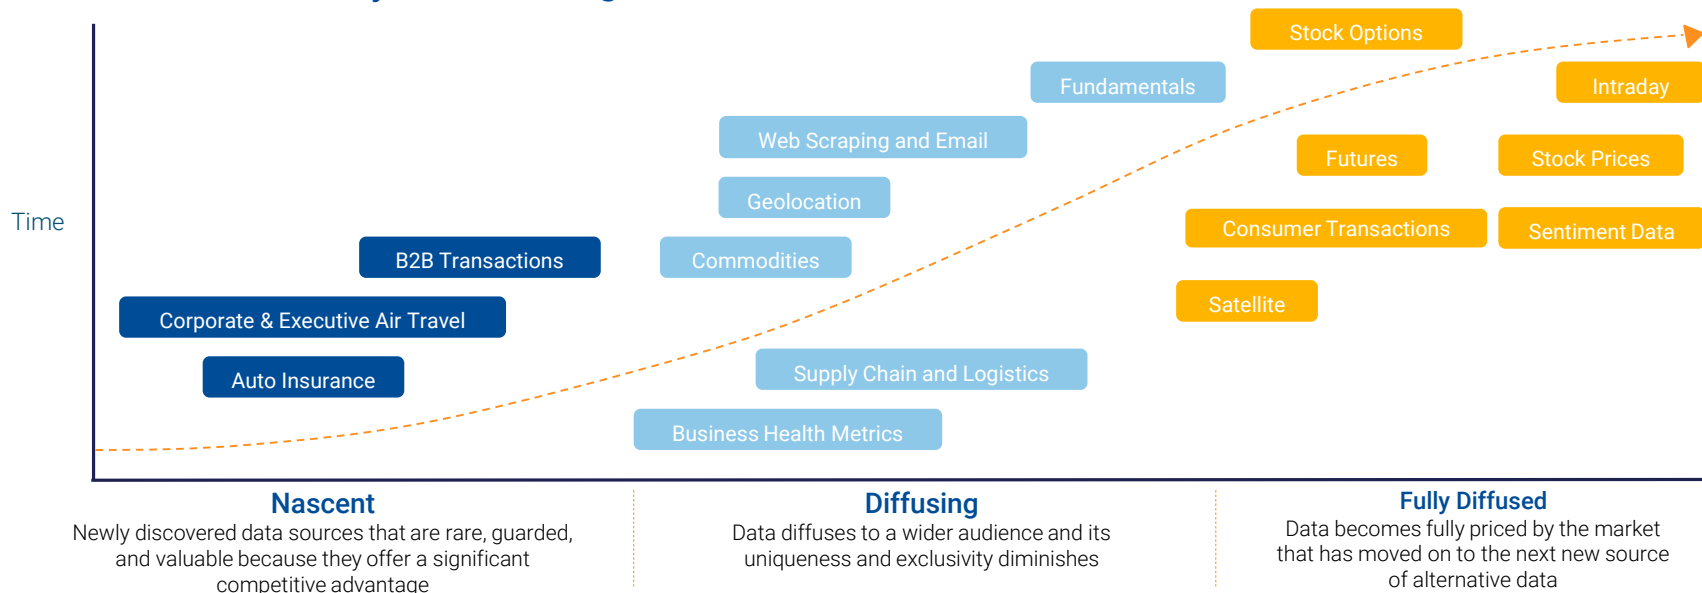 Stock Options
Fundamentals
Intraday
Web Scraping and Email
Futures
Stock Prices
Geolocation
Time
Consumer Transactions
Sentiment Data
B2B Transactions
Commodities
Satellite
Corporate & Executive Air Travel
Auto Insurance
Supply Chain and Logistics
Business Health Metrics
Nascent
Newly discovered data sources that are rare, guarded,
and valuable because they offer a significant
competitive advantage
Diffusing
Data diffuses to a wider audience and its
uniqueness and exclusivity diminishes
Fully Diffused
Data becomes fully priced by the market
that has moved on to the next new source
of alternative data